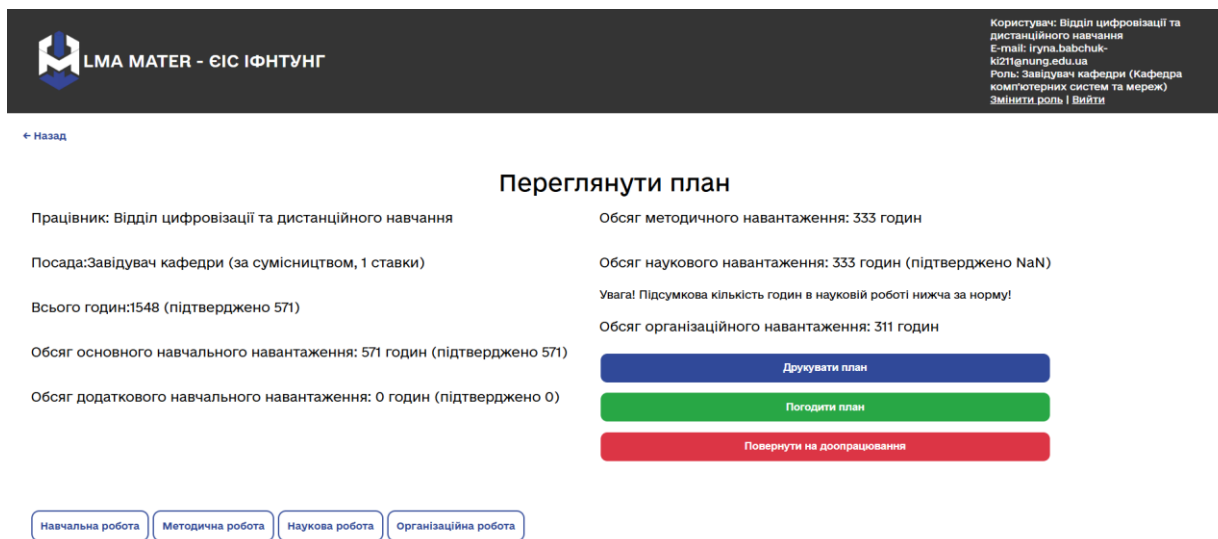 LMA MATER - ЄІС ІФНТУНГ
Користувач: Відділ цифровізації та
дистанційного навчання
E-mail: iryna.babchuk-
ki211@nung.edu.ua
Роль: Завідувач кафедри (Кафедра
комп'ютерних систем та мереж)
Змінити роль | Вийти
← Назад
Переглянути план
Працівник: Відділ цифровізації та дистанційного навчання
Посада:Завідувач кафедри (за сумісництвом, 1 ставки)
Всього годин:1548 (підтверджено 571)
Обсяг основного навчального навантаження: 571 годин (підтверджено 571)
Обсяг додаткового навчального навантаження: 0 годин (підтверджено 0)
Обсяг методичного навантаження: 333 годин
Обсяг наукового навантаження: 333 годин (підтверджено NaN)
Увага! Підсумкова кількість годин в науковій роботі нижча за норму!
Обсяг організаційного навантаження: 311 годин
Друкувати план
Погодити план
Повернути на доопрацювання
Навчальна робота Методична робота Наукова робота Організаційна робота